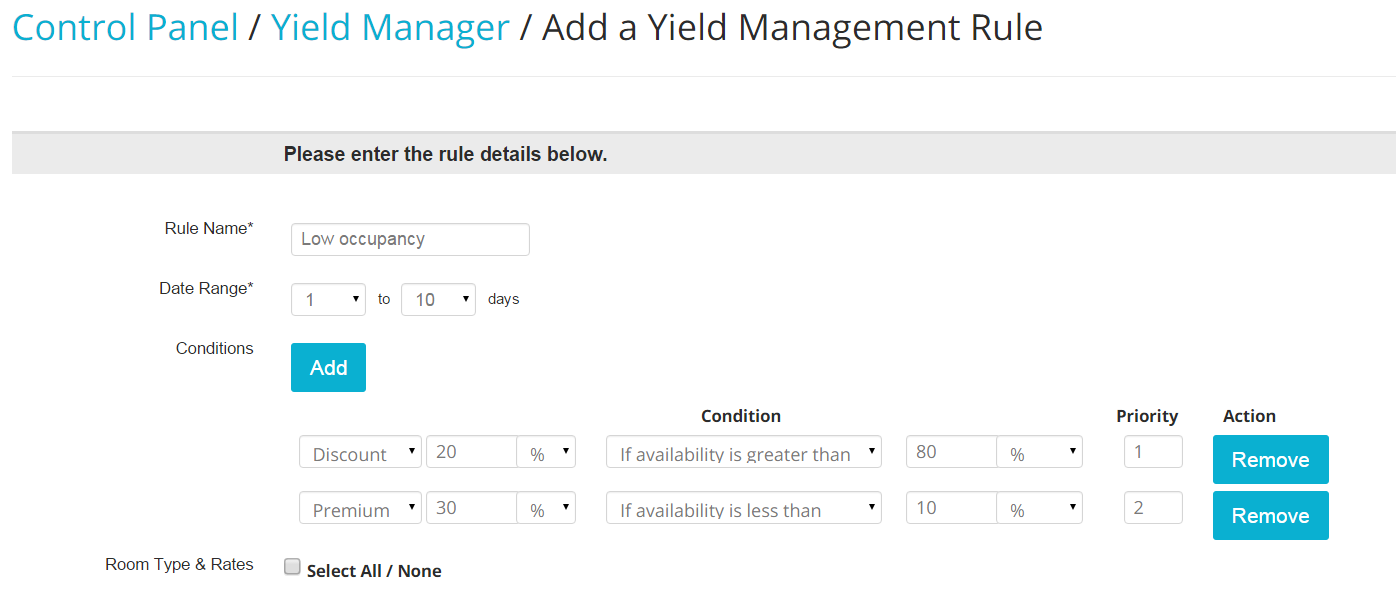 Control Panel / Yield Manager / Add a Yield Management Rule
Please enter the rule details below.
Rule Name* Low occupancy
Date Range* 1 to 10 days
Conditions Add
Condition Priority Action
Discount 20 % If availability is greater than 80 % 1 Remove
Premium 30 % If availability is less than 10 % 2 Remove
Room Type & Rates Select All / None